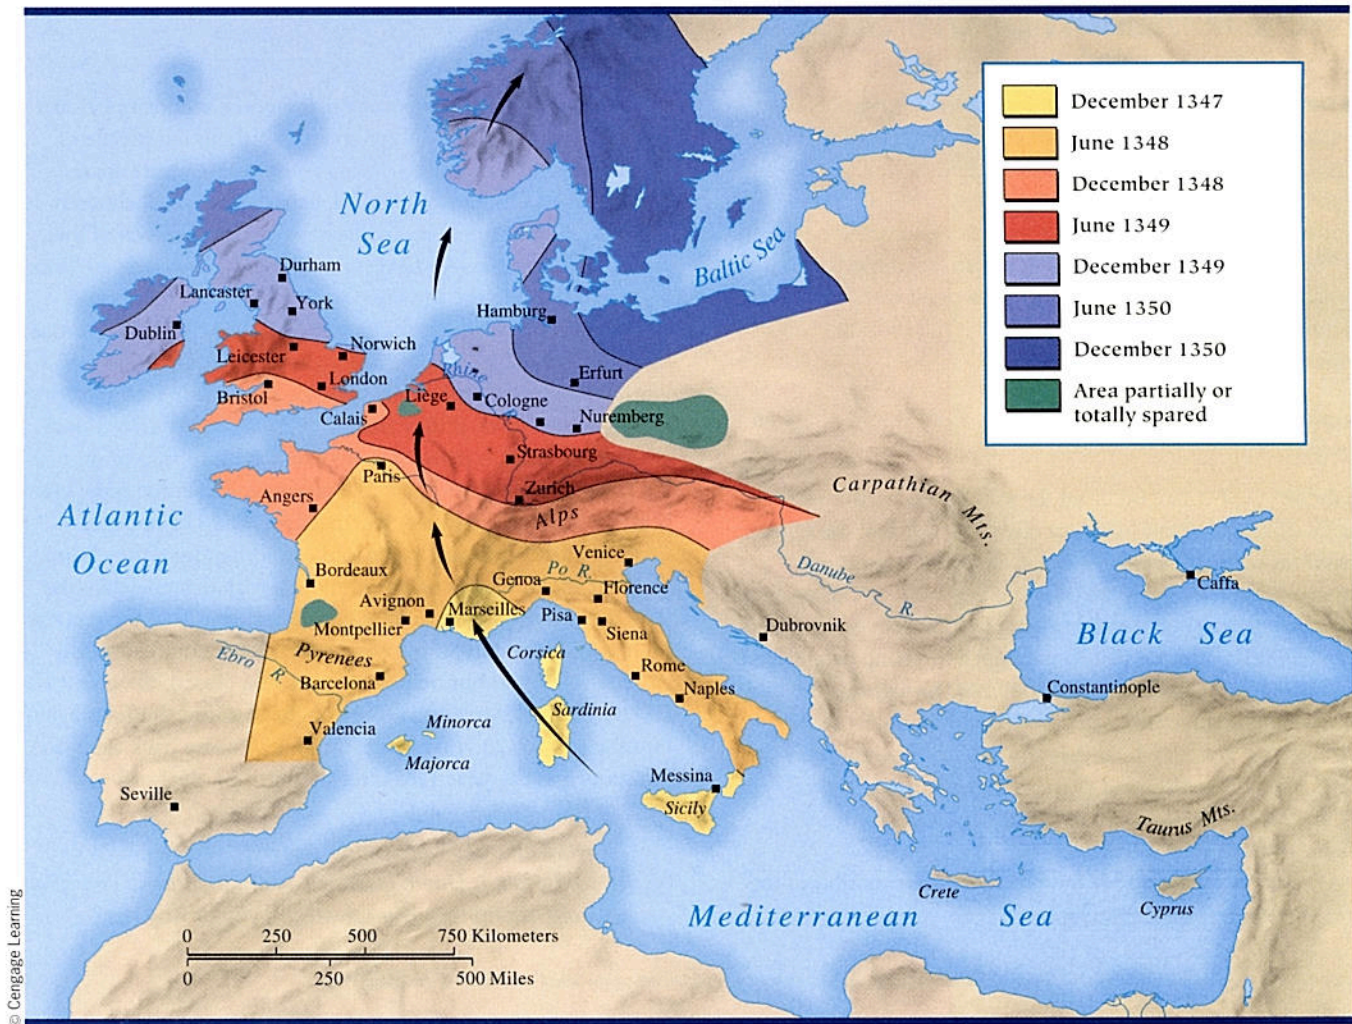 December 1347
June 1348
December 1348
June 1349
December 1349
June 1350
December 1350
Area partially or
totally spared
North
Sea
Baltic Sea
Durham
Lancaster
York
Dublin
Leicester
Norwich
London
Bristol
Calais
Hamburg
Rhine
Erfurt
Liège
Cologne
Nuremberg
Strasbourg
Paris
Zurich
Angers
Alps
Carpathian
Mts.
Atlantic
Ocean
Venice
Danube
R.
Bordeaux
Genoa
Po R.
Florence
Caffa
Avignon
Marseilles
Montpellier
Pisa
Siena
Dubrovnik
Black Sea
Ebro
R.
Pyrenees
Corsica
Rome
Barcelona
Naples
Constantinople
Sardinia
Minorca
Valencia
Majorca
Messina
Seville
Sicily
Taurus Mts.
Crete
Cyprus
Mediterranean Sea
0 250 500 750 Kilometers
0 250 500 Miles
© Cengage Learning